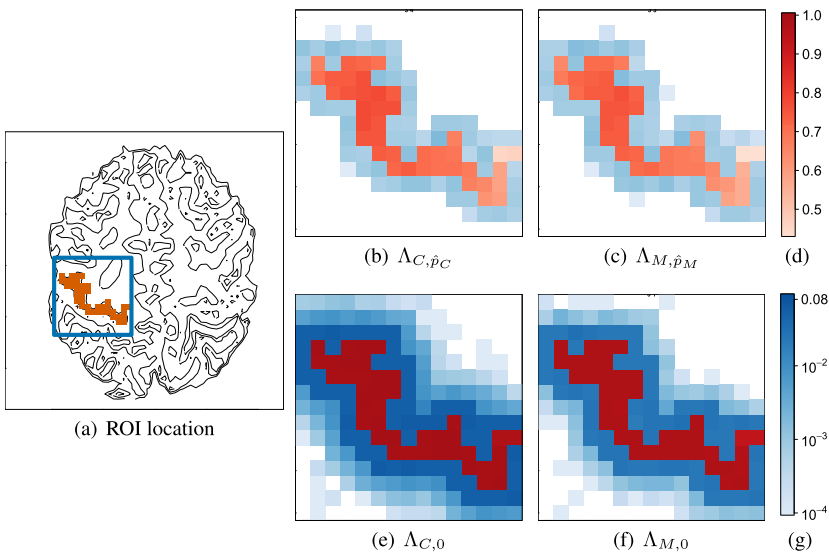 1.0
0.9
0.8
0.7
0.6
0.5
(b) Λ_{C,p̂_C}
(c) Λ_{M,p̂_M}
(d)
(a) ROI location
0.08
10⁻²
10⁻³
10⁻⁴
(e) Λ_{C,0}
(f) Λ_{M,0}
(g)